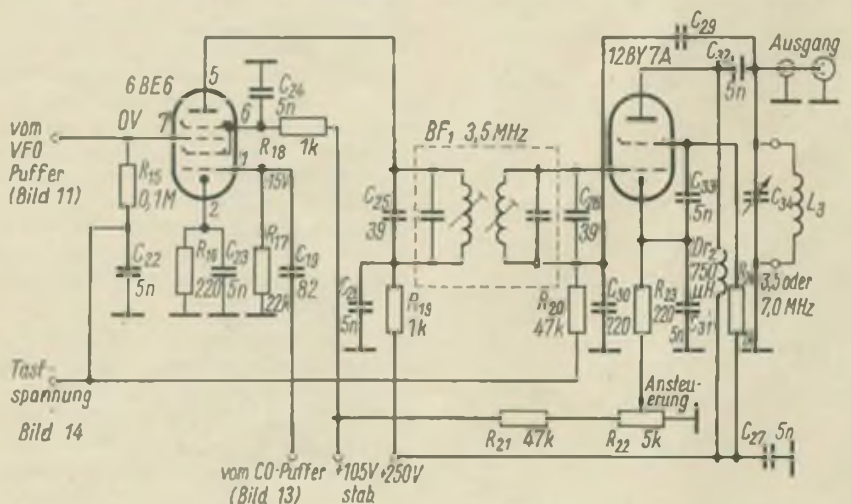 5
6BE6
C24
5n
6
7
0V
vom
VFO
Puffer
(Bild 11)
R15
0,1M
C22
5n
R18
1k
1
-15V
2
R16
220
C23
5n
R17
22k
C19
82
BF1 3,5 MHz
C25
39
5n
R19
1k
R20
47k
39
C30
220
12BY7A
C29
C32
5n
Ausgang
C33
5n
C34
L3
3,5 oder
7,0 MHz
Dr2
750
µH
R23
220
C31
5n
Ansteu-
erung
Tast-
spannung
Bild 14
R21 47k
R22 5k
C27 5n
vom CO-Puffer
(Bild 13)
+105V
stab.
+250V